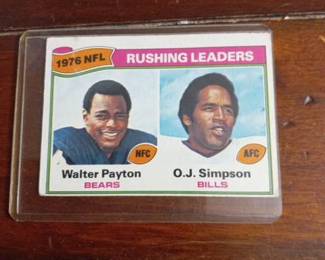 1976 NFL RUSHING LEADERS
NFC AFC
Walter Payton O.J. Simpson
BEARS BILLS